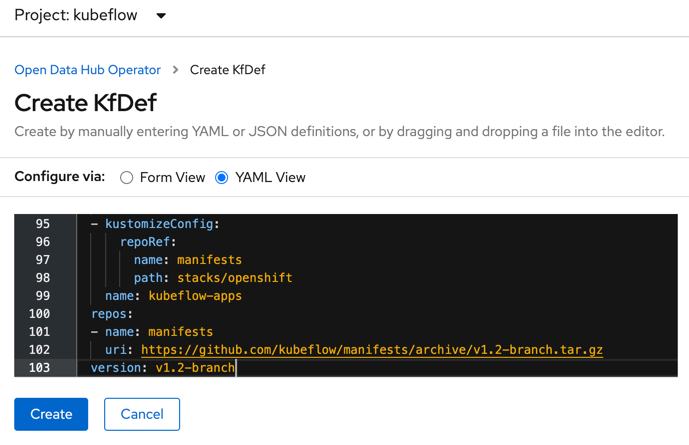 Project: kubeflow
Open Data Hub Operator > Create KfDef
Create KfDef
Create by manually entering YAML or JSON definitions, or by dragging and dropping a file into the editor.
Configure via: Form View YAML View
95 - kustomizeConfig:
96 repoRef:
97 name: manifests
98 path: stacks/openshift
99 name: kubeflow-apps
100 repos:
101 - name: manifests
102 uri: https://github.com/kubeflow/manifests/archive/v1.2-branch.tar.gz
103 version: v1.2-branch
Create Cancel